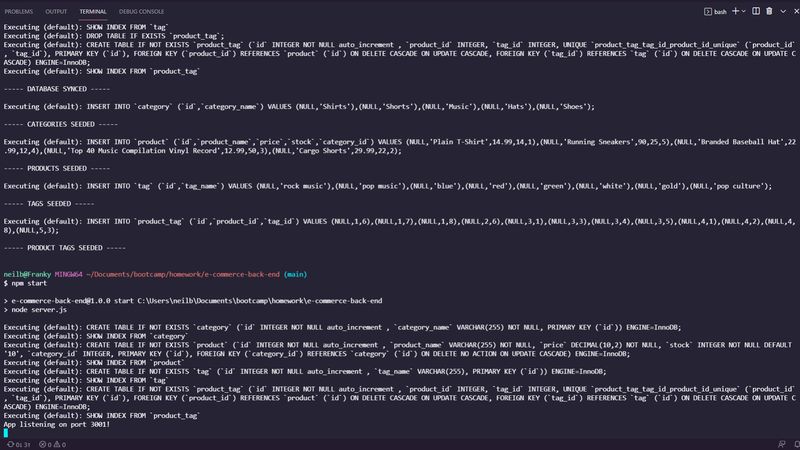 PROBLEMS OUTPUT TERMINAL DEBUG CONSOLE bash
Executing (default): SHOW INDEX FROM `tag`
Executing (default): DROP TABLE IF EXISTS `product_tag`;
Executing (default): CREATE TABLE IF NOT EXISTS `product_tag` (`id` INTEGER NOT NULL auto_increment , `product_id` INTEGER, `tag_id` INTEGER, UNIQUE `product_tag_tag_id_product_id_unique` (`product_id`
, `tag_id`), PRIMARY KEY (`id`), FOREIGN KEY (`product_id`) REFERENCES `product` (`id`) ON DELETE CASCADE ON UPDATE CASCADE, FOREIGN KEY (`tag_id`) REFERENCES `tag` (`id`) ON DELETE CASCADE ON UPDATE C
ASCADE) ENGINE=InnoDB;
Executing (default): SHOW INDEX FROM `product_tag`
----- DATABASE SYNCED -----
Executing (default): INSERT INTO `category` (`id`,`category_name`) VALUES (NULL,'Shirts'),(NULL,'Shorts'),(NULL,'Music'),(NULL,'Hats'),(NULL,'Shoes');
----- CATEGORIES SEEDED -----
Executing (default): INSERT INTO `product` (`id`,`product_name`,`price`,`stock`,`category_id`) VALUES (NULL,'Plain T-Shirt',14.99,14,1),(NULL,'Running Sneakers',90,25,5),(NULL,'Branded Baseball Hat',22
.99,12,4),(NULL,'Top 40 Music Compilation Vinyl Record',12.99,50,3),(NULL,'Cargo Shorts',29.99,22,2);
----- PRODUCTS SEEDED -----
Executing (default): INSERT INTO `tag` (`id`,`tag_name`) VALUES (NULL,'rock music'),(NULL,'pop music'),(NULL,'blue'),(NULL,'red'),(NULL,'green'),(NULL,'white'),(NULL,'gold'),(NULL,'pop culture');
----- TAGS SEEDED -----
Executing (default): INSERT INTO `product_tag` (`id`,`product_id`,`tag_id`) VALUES (NULL,1,6),(NULL,1,7),(NULL,1,8),(NULL,2,6),(NULL,3,1),(NULL,3,3),(NULL,3,4),(NULL,3,5),(NULL,4,1),(NULL,4,2),(NULL,4,
8),(NULL,5,3);
----- PRODUCT TAGS SEEDED -----
neilb@Franky MINGW64 ~/Documents/bootcamp/homework/e-commerce-back-end (main)
$ npm start
> e-commerce-back-end@1.0.0 start C:\Users\neilb\Documents\bootcamp\homework\e-commerce-back-end
> node server.js
Executing (default): CREATE TABLE IF NOT EXISTS `category` (`id` INTEGER NOT NULL auto_increment , `category_name` VARCHAR(255) NOT NULL, PRIMARY KEY (`id`)) ENGINE=InnoDB;
Executing (default): SHOW INDEX FROM `category`
Executing (default): CREATE TABLE IF NOT EXISTS `product` (`id` INTEGER NOT NULL auto_increment , `product_name` VARCHAR(255) NOT NULL, `price` DECIMAL(10,2) NOT NULL, `stock` INTEGER NOT NULL DEFAULT
'10', `category_id` INTEGER, PRIMARY KEY (`id`), FOREIGN KEY (`category_id`) REFERENCES `category` (`id`) ON DELETE NO ACTION ON UPDATE CASCADE) ENGINE=InnoDB;
Executing (default): SHOW INDEX FROM `product`
Executing (default): CREATE TABLE IF NOT EXISTS `tag` (`id` INTEGER NOT NULL auto_increment , `tag_name` VARCHAR(255), PRIMARY KEY (`id`)) ENGINE=InnoDB;
Executing (default): SHOW INDEX FROM `tag`
Executing (default): CREATE TABLE IF NOT EXISTS `product_tag` (`id` INTEGER NOT NULL auto_increment , `product_id` INTEGER, `tag_id` INTEGER, UNIQUE `product_tag_tag_id_product_id_unique` (`product_id`
, `tag_id`), PRIMARY KEY (`id`), FOREIGN KEY (`product_id`) REFERENCES `product` (`id`) ON DELETE CASCADE ON UPDATE CASCADE, FOREIGN KEY (`tag_id`) REFERENCES `tag` (`id`) ON DELETE CASCADE ON UPDATE C
ASCADE) ENGINE=InnoDB;
Executing (default): SHOW INDEX FROM `product_tag`
App listening on port 3001!
0 0